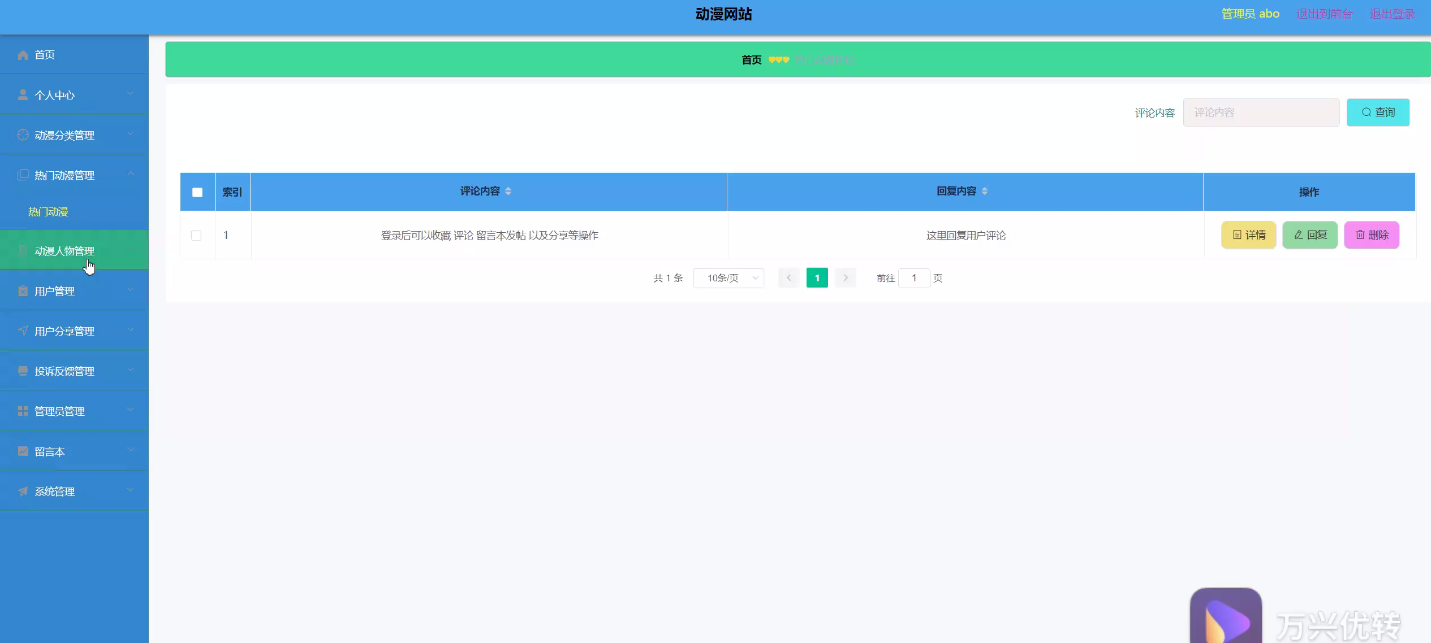 动漫网站
管理员 abo 退出到前台 退出登录
首页
个人中心
动漫分类管理
热门动漫管理
热门动漫
动漫人物管理
用户管理
用户分享管理
投诉反馈管理
管理员管理
留言本
系统管理
首页
评论内容 评论内容 查询
索引 评论内容 回复内容 操作
1 登录后可以收藏 评论 留言本发帖 以及分享等操作 这里回复用户评论 详情 回复 删除
共 1 条 10条/页 1 前往 1 页
万兴优转